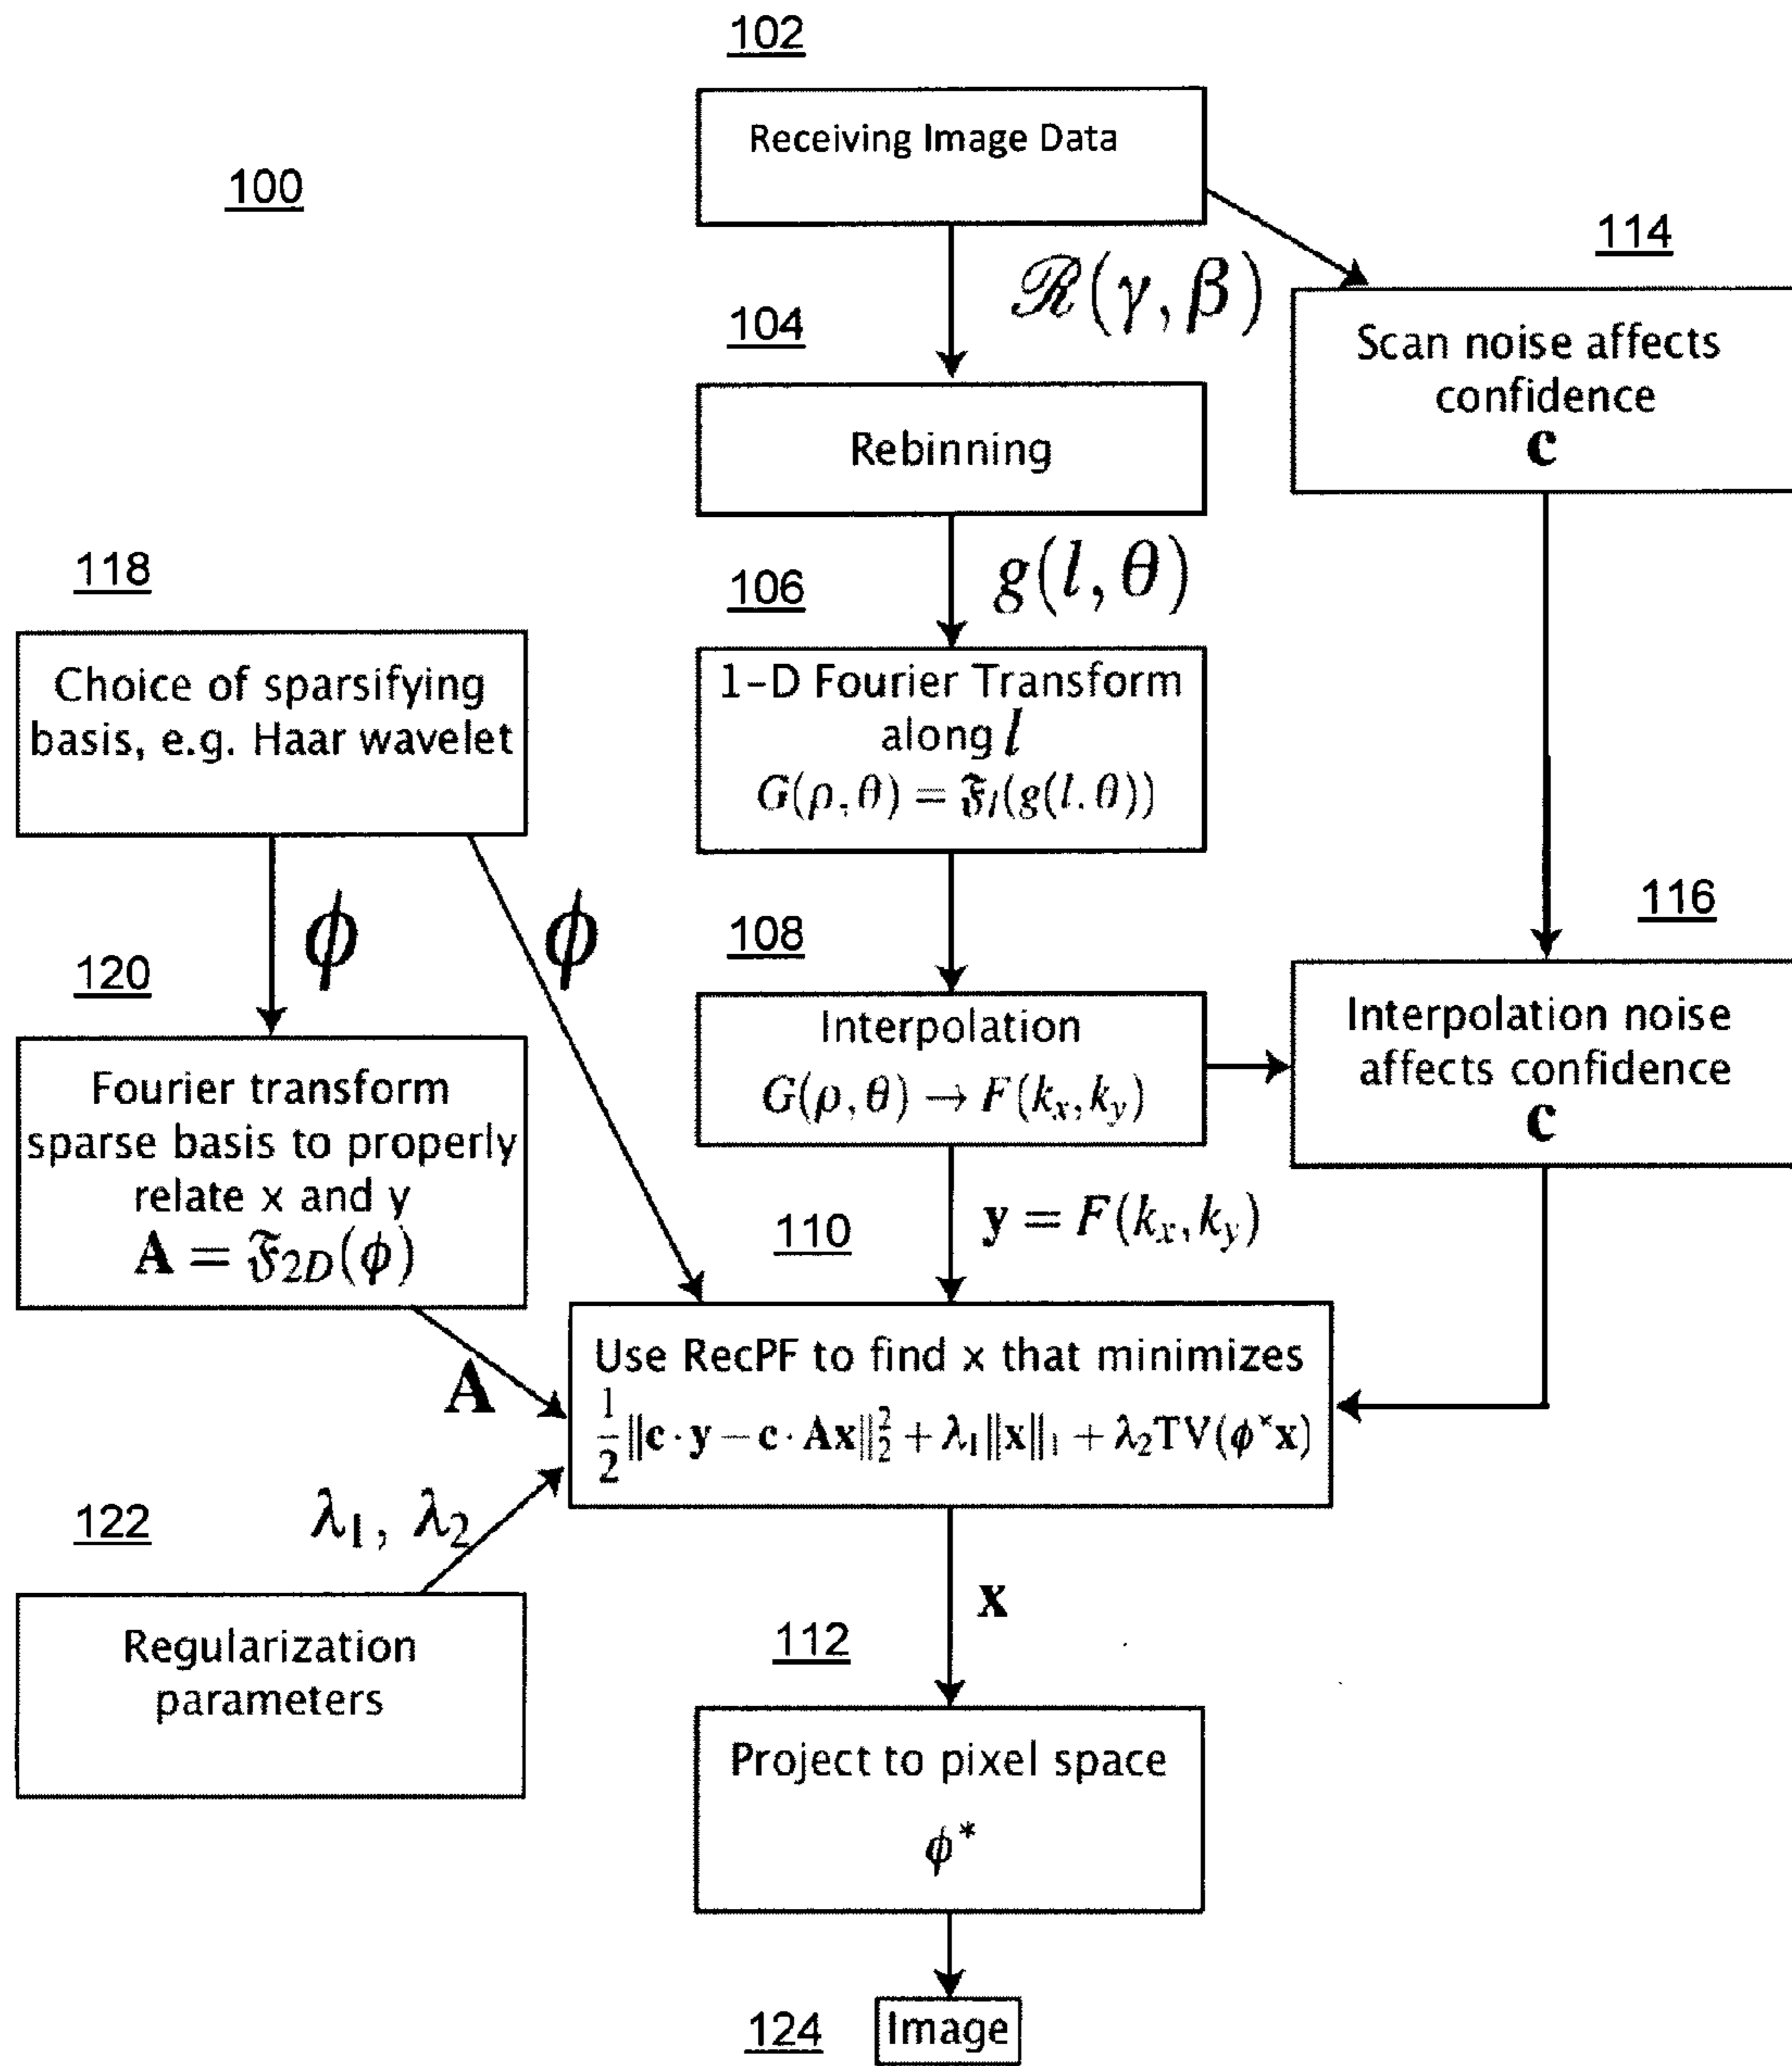 102
Receiving Image Data
100
ℛ(γ, β)
114
Scan noise affects
confidence
c
104
Rebinning
g(l, θ)
118
Choice of sparsifying
basis, e.g. Haar wavelet
106
1-D Fourier Transform
along l
G(ρ, θ) = 𝔉l(g(l, θ))
ϕ
ϕ
108
Interpolation
G(ρ, θ) → F(kx, ky)
116
Interpolation noise
affects confidence
c
120
Fourier transform
sparse basis to properly
relate x and y
A = 𝔉2D(ϕ)
y = F(kx, ky)
110
A
Use RecPF to find x that minimizes
1/2 ||c · y − c · Ax||₂² + λ₁||x||₁ + λ₂TV(ϕ*x)
λ₁, λ₂
122
Regularization
parameters
x
112
Project to pixel space
ϕ*
124
Image